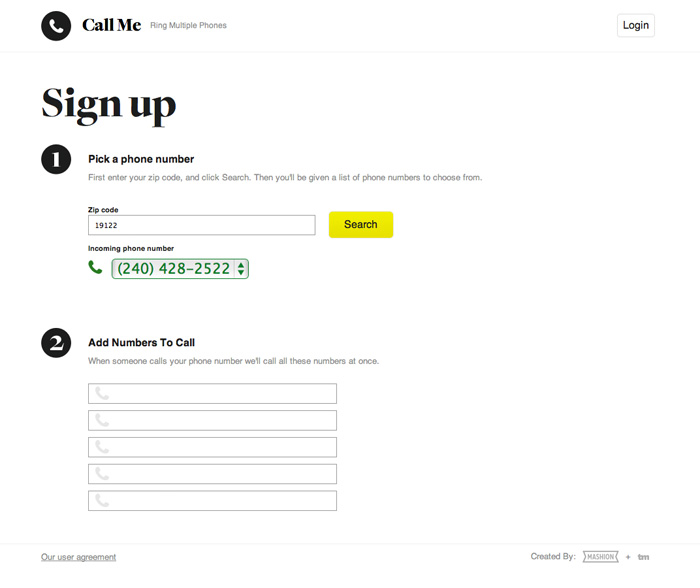 Call Me Ring Multiple Phones
Login
Sign up
1 Pick a phone number
First enter your zip code, and click Search. Then you'll be given a list of phone numbers to choose from.
Zip code
19122 Search
Incoming phone number
(240) 428-2522
2 Add Numbers To Call
When someone calls your phone number we'll call all these numbers at once.
Our user agreement
Created By: MASHION + tm